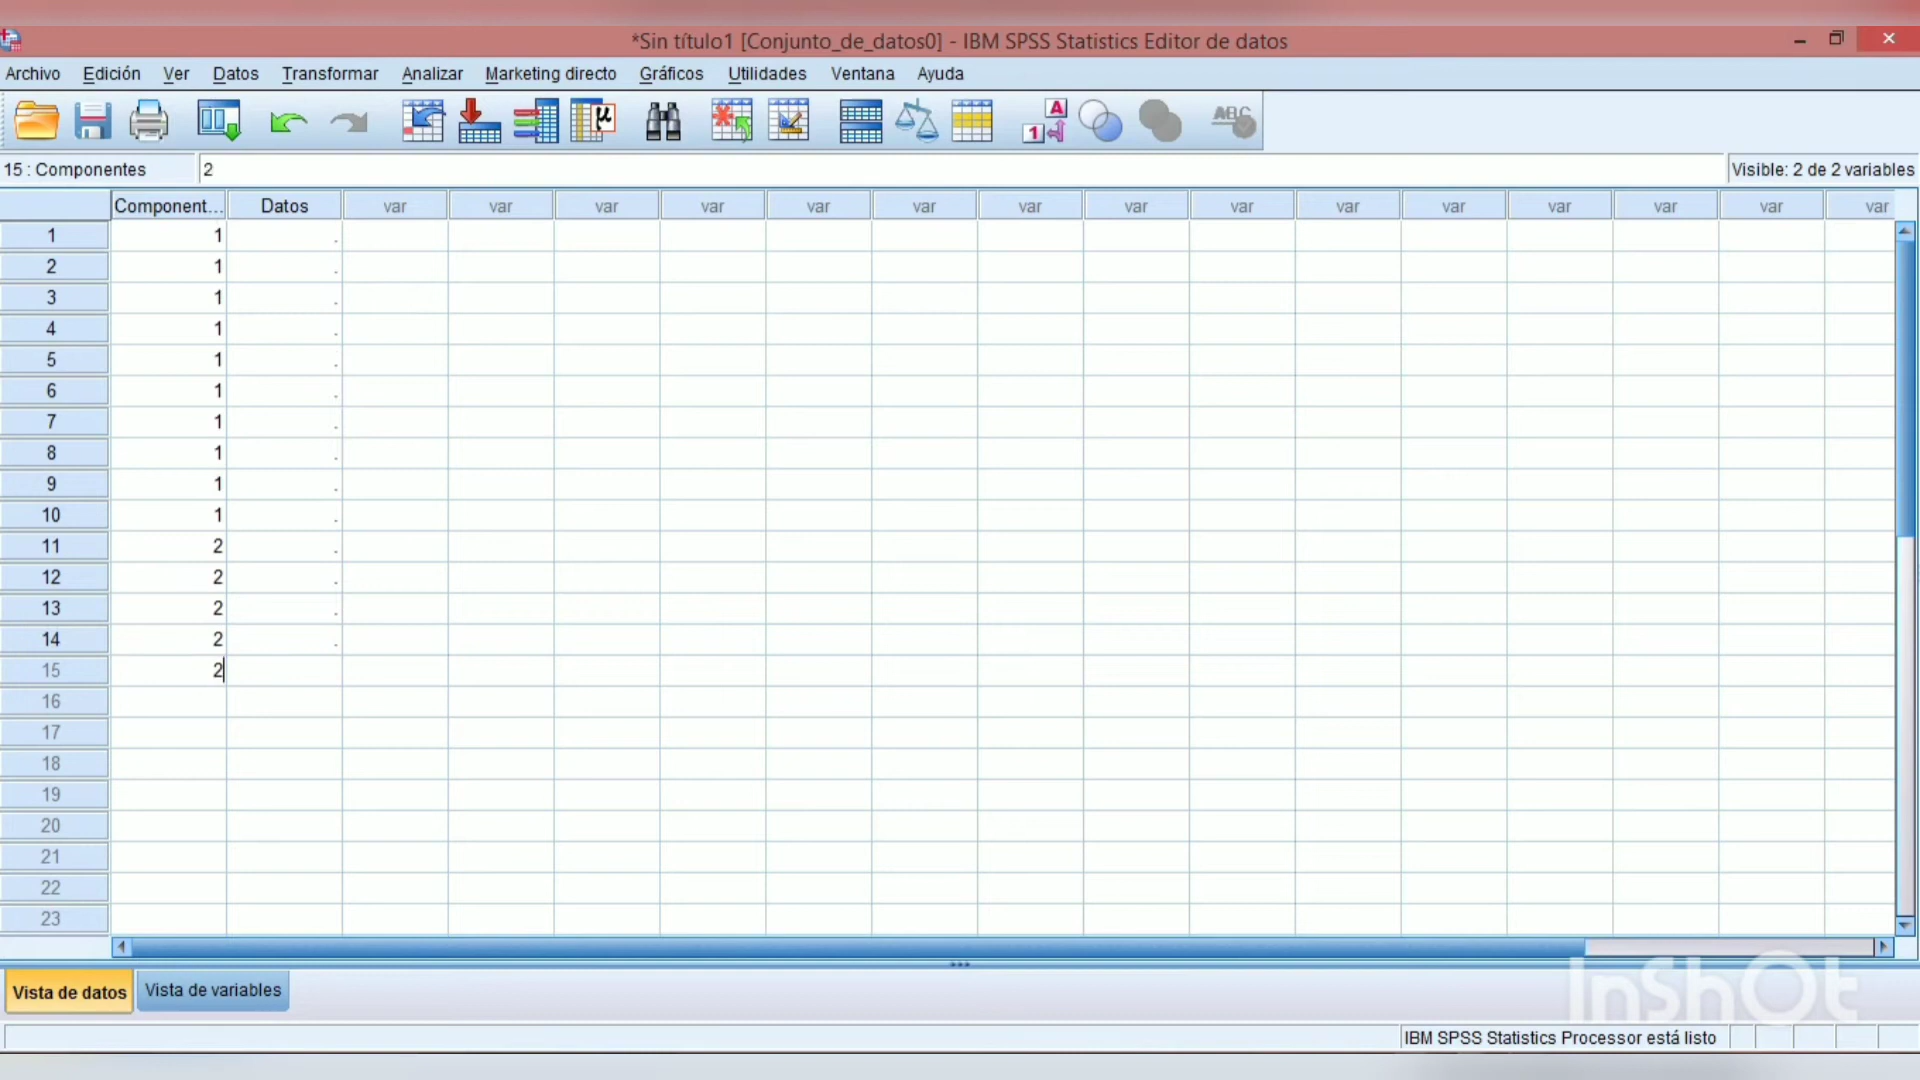 *Sin título1 [Conjunto_de_datos0] - IBM SPSS Statistics Editor de datos
Archivo Edición Ver Datos Transformar Analizar Marketing directo Gráficos Utilidades Ventana Ayuda
μ A 1 ABC
15 : Componentes 2 Visible: 2 de 2 variables
Component... Datos var var var var var var var var var var var var var var var
1 1 .
2 1 .
3 1 .
4 1 .
5 1 .
6 1 .
7 1 .
8 1 .
9 1 .
10 1 .
11 2 .
12 2 .
13 2 .
14 2 .
15 2
16
17
18
19
20
21
22
23
Vista de datos Vista de variables
InShOt
IBM SPSS Statistics Processor está listo